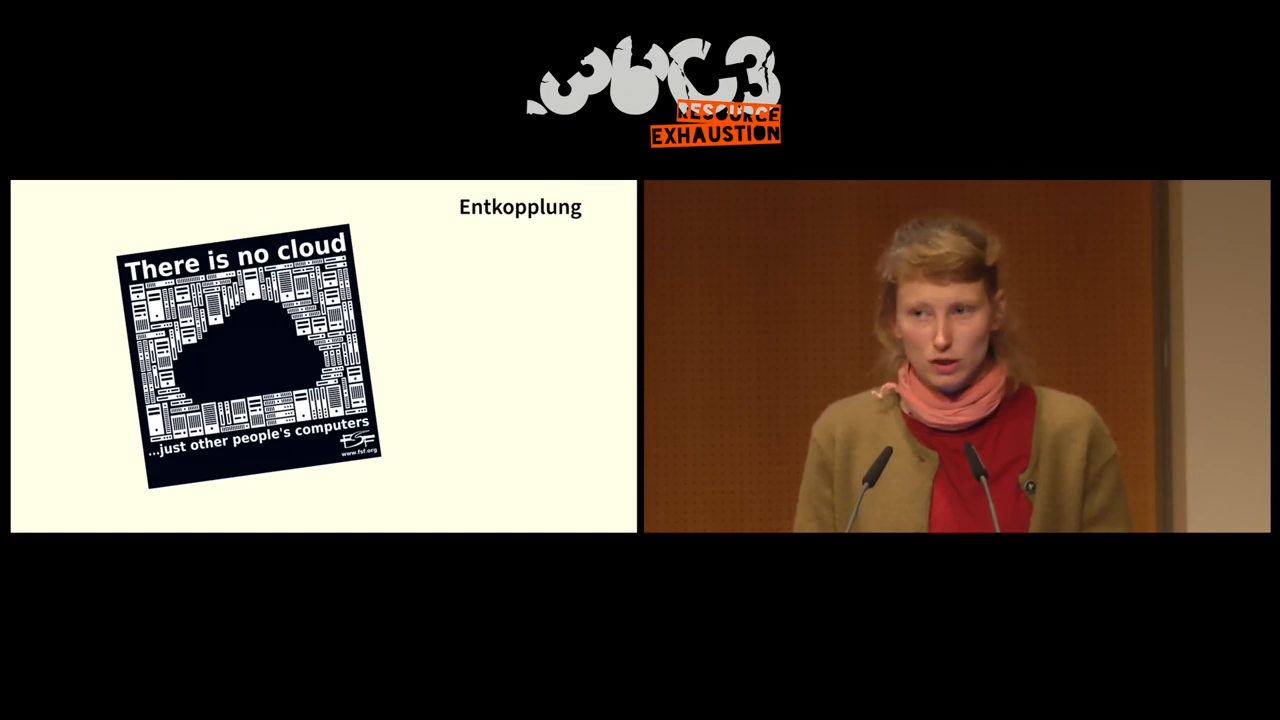 36C3
RESOURCE
EXHAUSTION
Entkopplung
There is no cloud
...just other people's computers
FSF
www.fsf.org